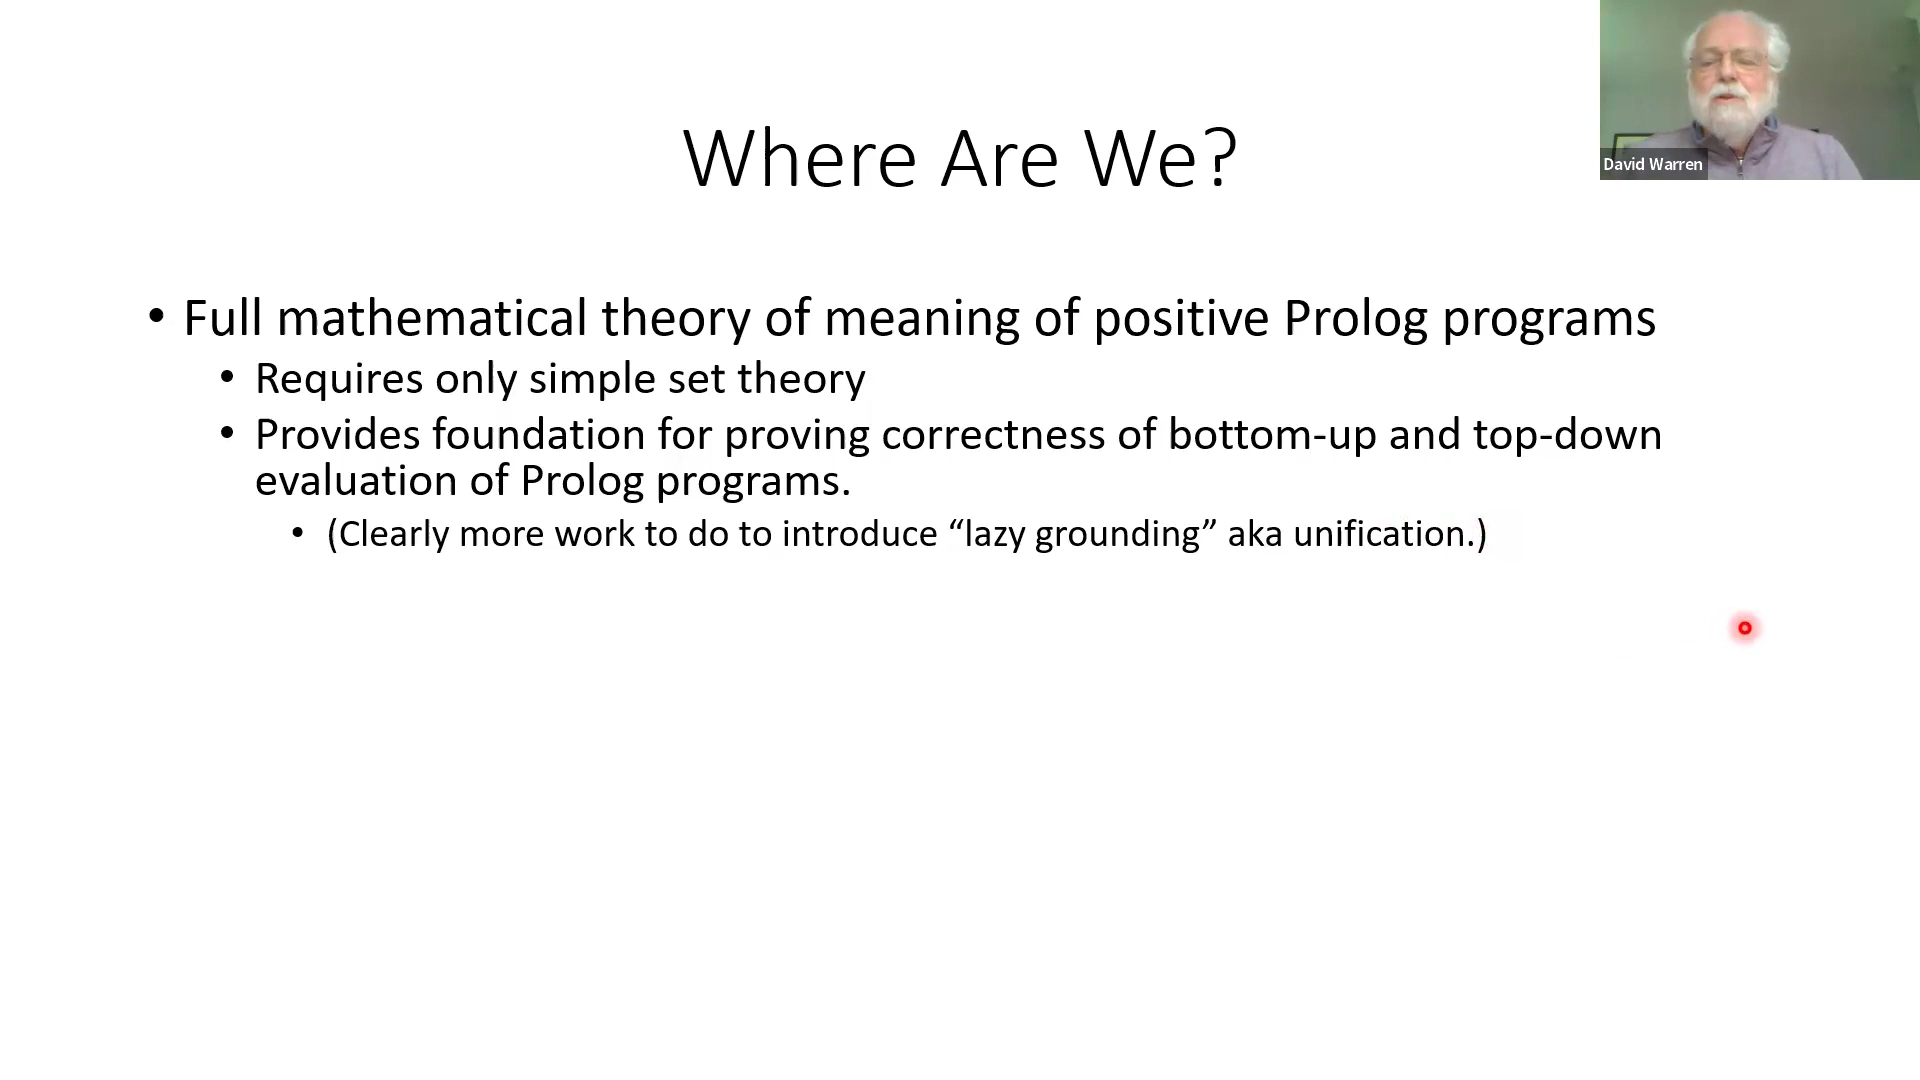 Where Are We?
David Warren
• Full mathematical theory of meaning of positive Prolog programs
• Requires only simple set theory
• Provides foundation for proving correctness of bottom-up and top-down
evaluation of Prolog programs.
• (Clearly more work to do to introduce “lazy grounding” aka unification.)